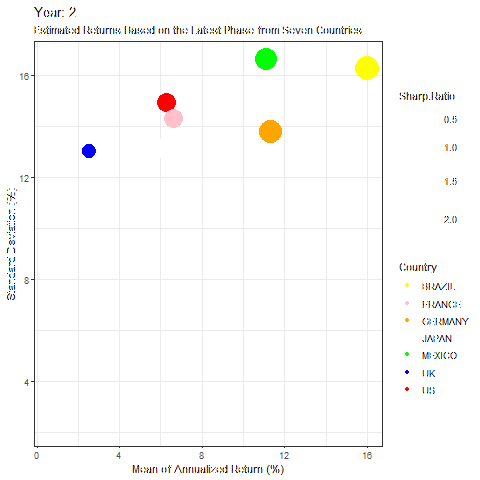 Year: 2
Estimated Returns Based on the Latest Phase from Seven Countries
16
12
8
4
0
4
8
12
16
Standard Deviation (%)
Mean of Annualized Return (%)
Sharp.Ratio
0.5
1.0
1.5
2.0
Country
BRAZIL
FRANCE
GERMANY
JAPAN
MEXICO
UK
US